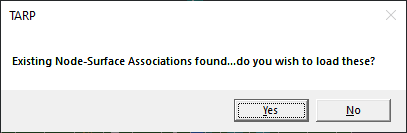 TARP
Existing Node-Surface Associations found...do you wish to load these?
Yes
No